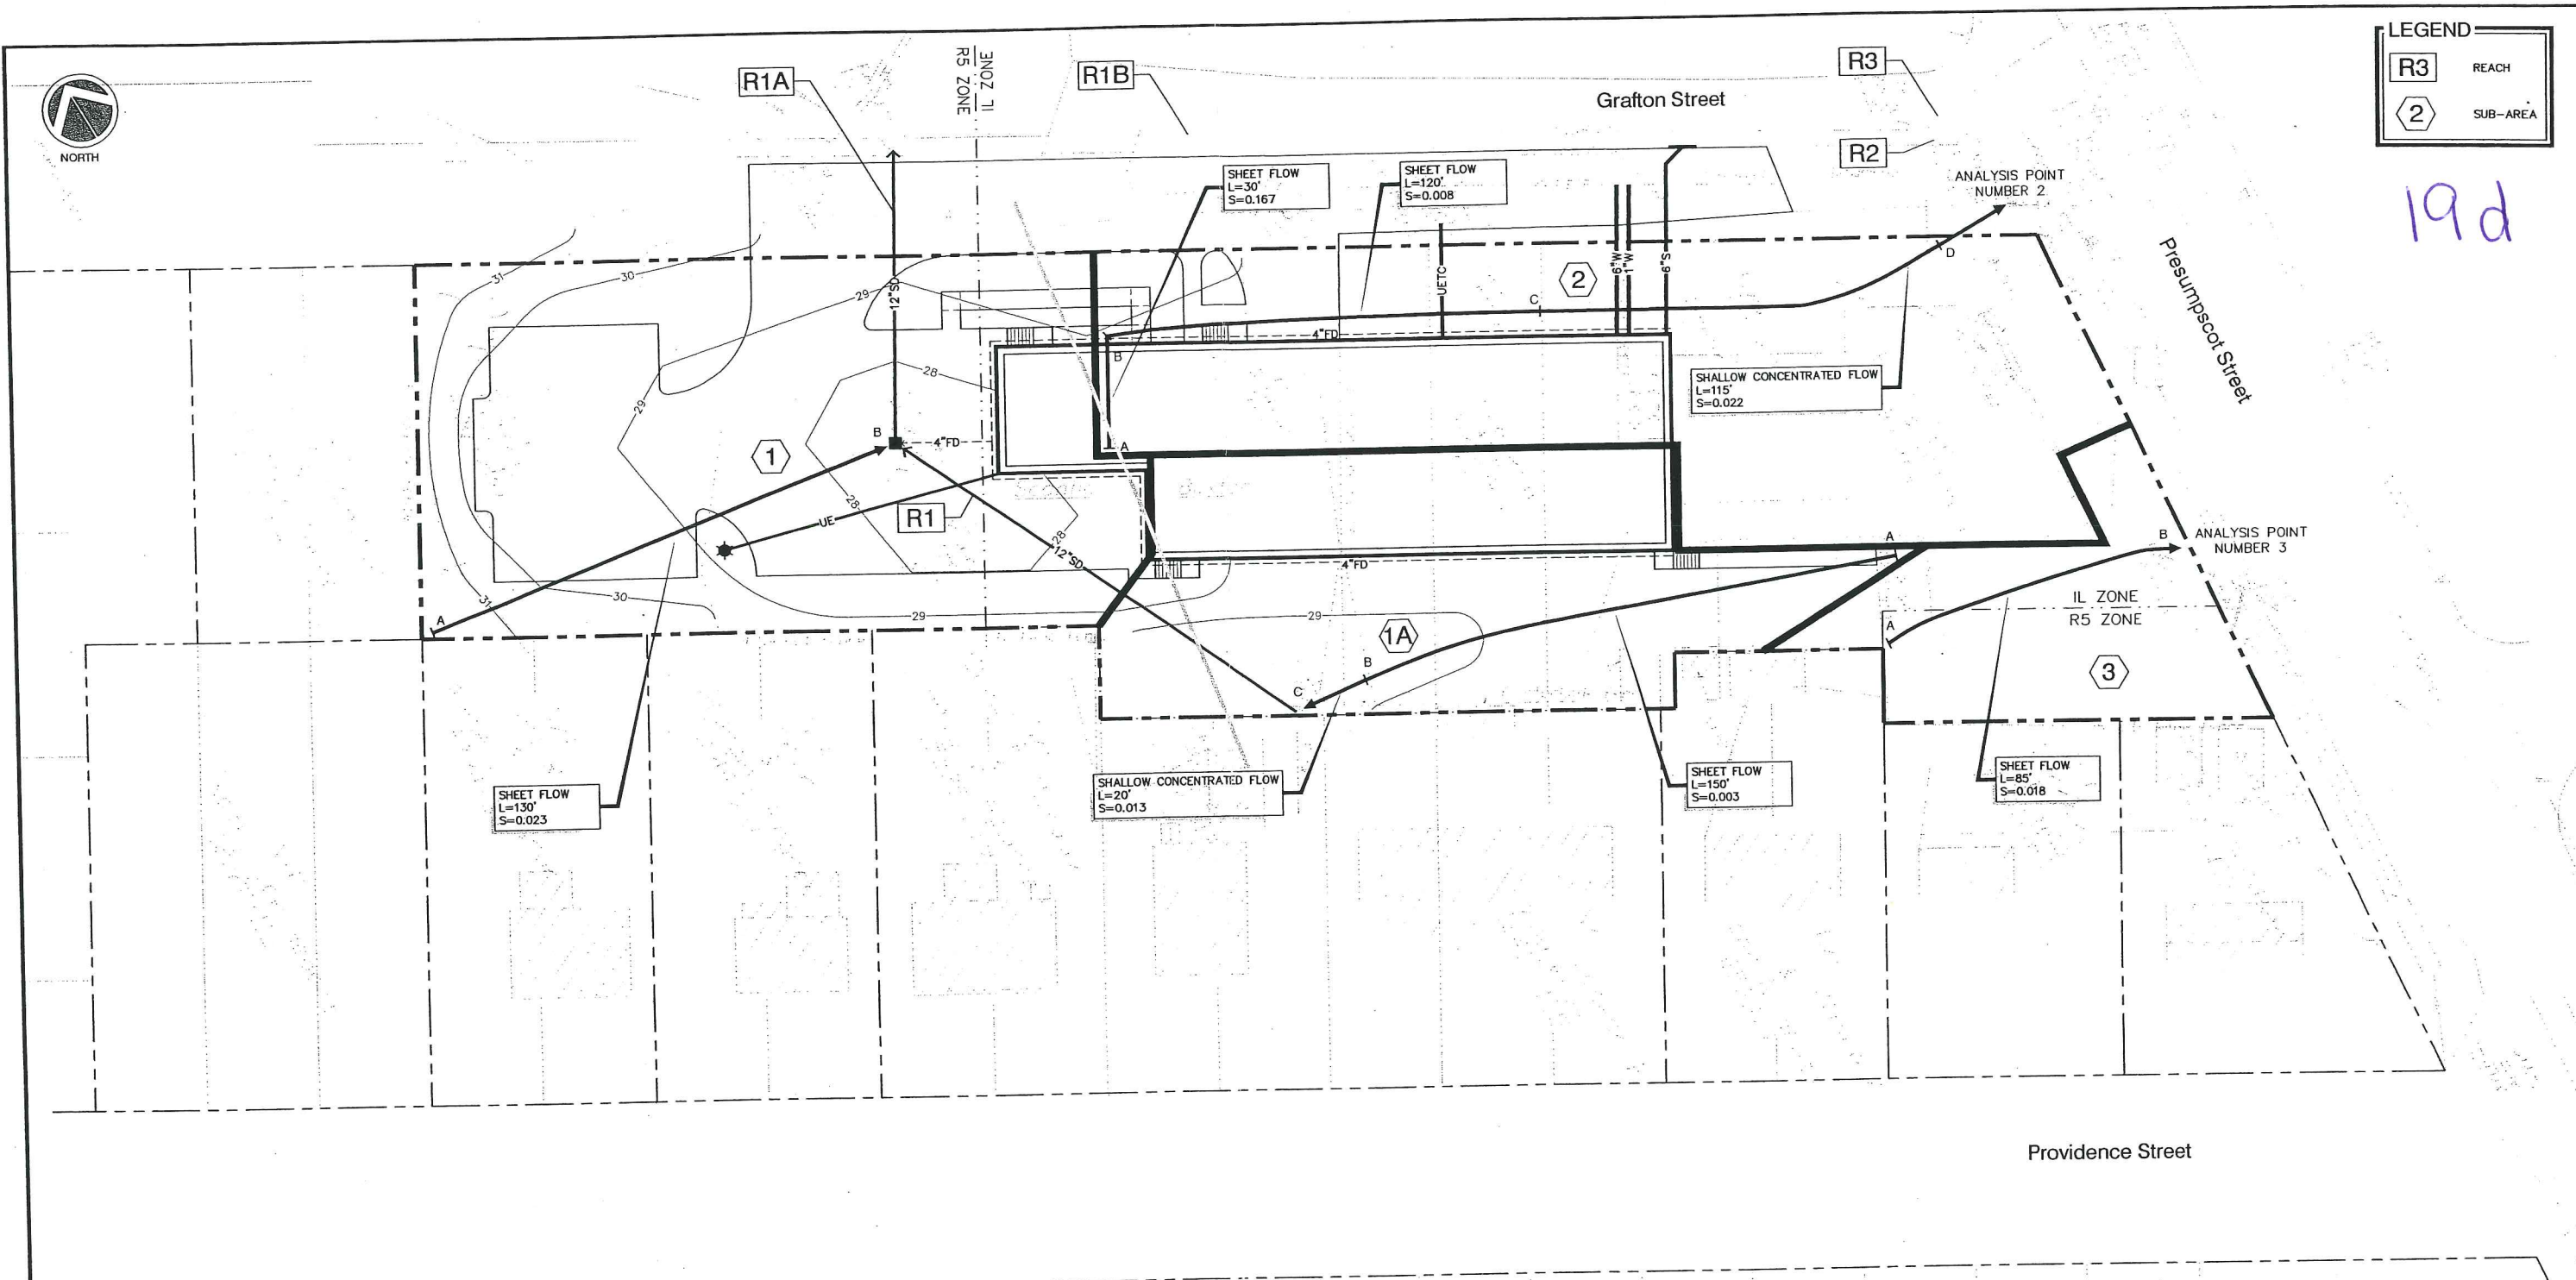 LEGEND
R3 REACH
2 SUB-AREA
19d
NORTH
R1A
IL ZONE
R5 ZONE
R1B
R3
R2
Grafton Street
ANALYSIS POINT
NUMBER 2
Presumpscot Street
SHEET FLOW
L=30'
S=0.167
SHEET FLOW
L=120'
S=0.008
31
30
29
12"SD
UETC
6"W
1"W
6"S
2
C
D
4"FD
B
28
29
SHALLOW CONCENTRATED FLOW
L=115'
S=0.022
B
4"FD
A
1
28
UE
R1
28
12"SD
4"FD
A
B
ANALYSIS POINT
NUMBER 3
IL ZONE
R5 ZONE
31
30
A
29
29
1A
A
B
C
3
SHEET FLOW
L=130'
S=0.023
SHALLOW CONCENTRATED FLOW
L=20'
S=0.013
SHEET FLOW
L=150'
S=0.003
SHEET FLOW
L=85'
S=0.018
Providence Street